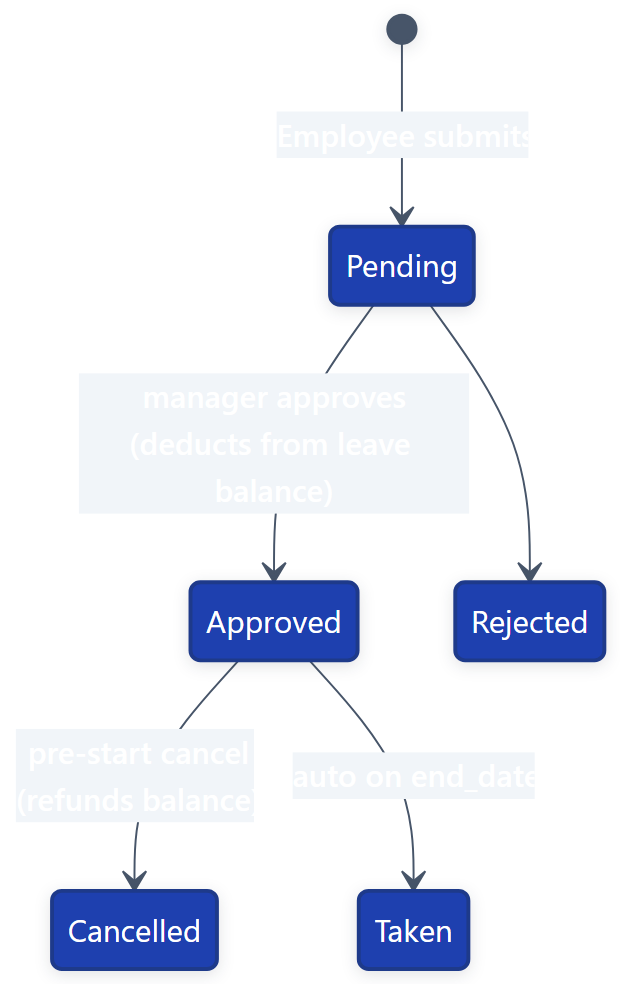 Employee submits
Pending
manager approves
(deducts from leave
balance)
Approved
Rejected
pre-start cancel
(refunds balance)
auto on end_date
Cancelled
Taken